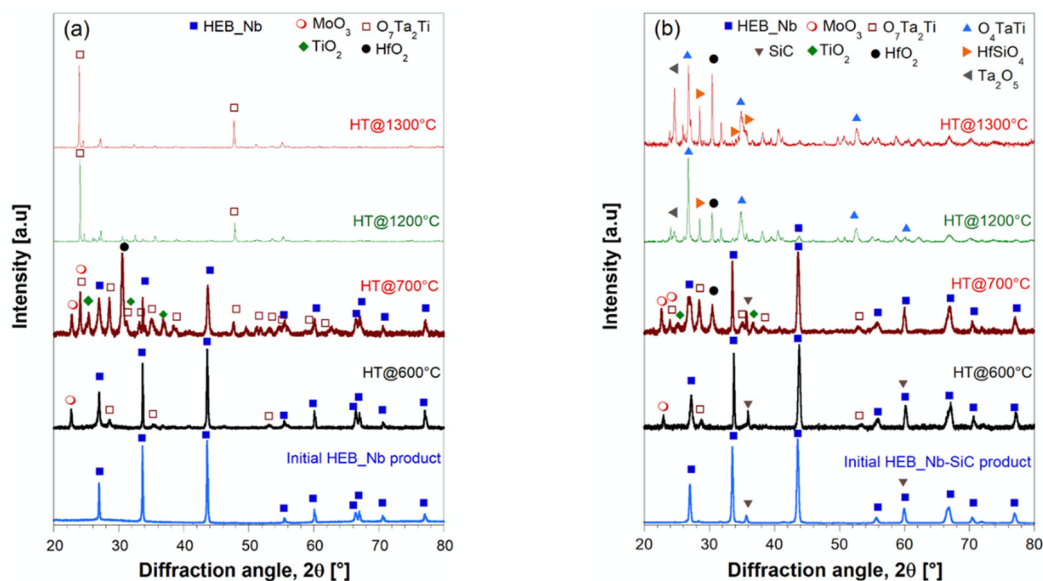 (a)
HEB_Nb
MoO3
O7Ta2Ti
TiO2
HfO2
HT@1300°C
HT@1200°C
HT@700°C
HT@600°C
Initial HEB_Nb product
Intensity [a.u]
20 30 40 50 60 70 80
Diffraction angle, 2θ [°]
(b)
HEB_Nb
MoO3
O7Ta2Ti
O4TaTi
SiC
TiO2
HfO2
HfSiO4
Ta2O5
HT@1300°C
HT@1200°C
HT@700°C
HT@600°C
Initial HEB_Nb-SiC product
Intensity [a.u]
20 30 40 50 60 70 80
Diffraction angle, 2θ [°]